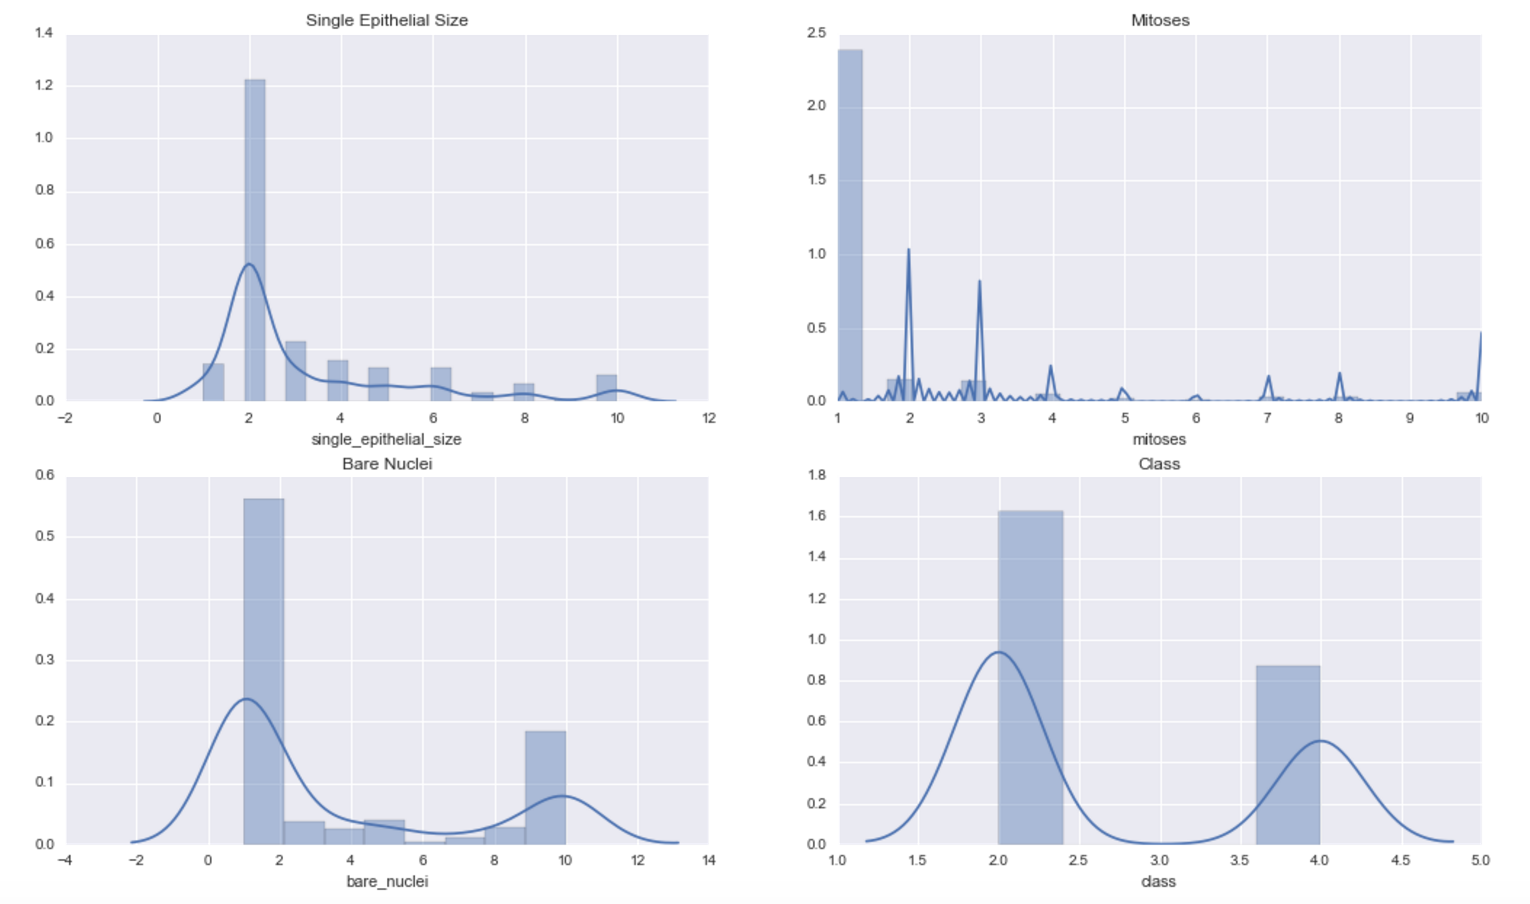 Single Epithelial Size
1.4
1.2
1.0
0.8
0.6
0.4
0.2
0.0
−2 0 2 4 6 8 10 12
single_epithelial_size
Mitoses
2.5
2.0
1.5
1.0
0.5
0.0
1 2 3 4 5 6 7 8 9 10
mitoses
Bare Nuclei
0.6
0.5
0.4
0.3
0.2
0.1
0.0
−4 −2 0 2 4 6 8 10 12 14
bare_nuclei
Class
1.8
1.6
1.4
1.2
1.0
0.8
0.6
0.4
0.2
0.0
1.0 1.5 2.0 2.5 3.0 3.5 4.0 4.5 5.0
class